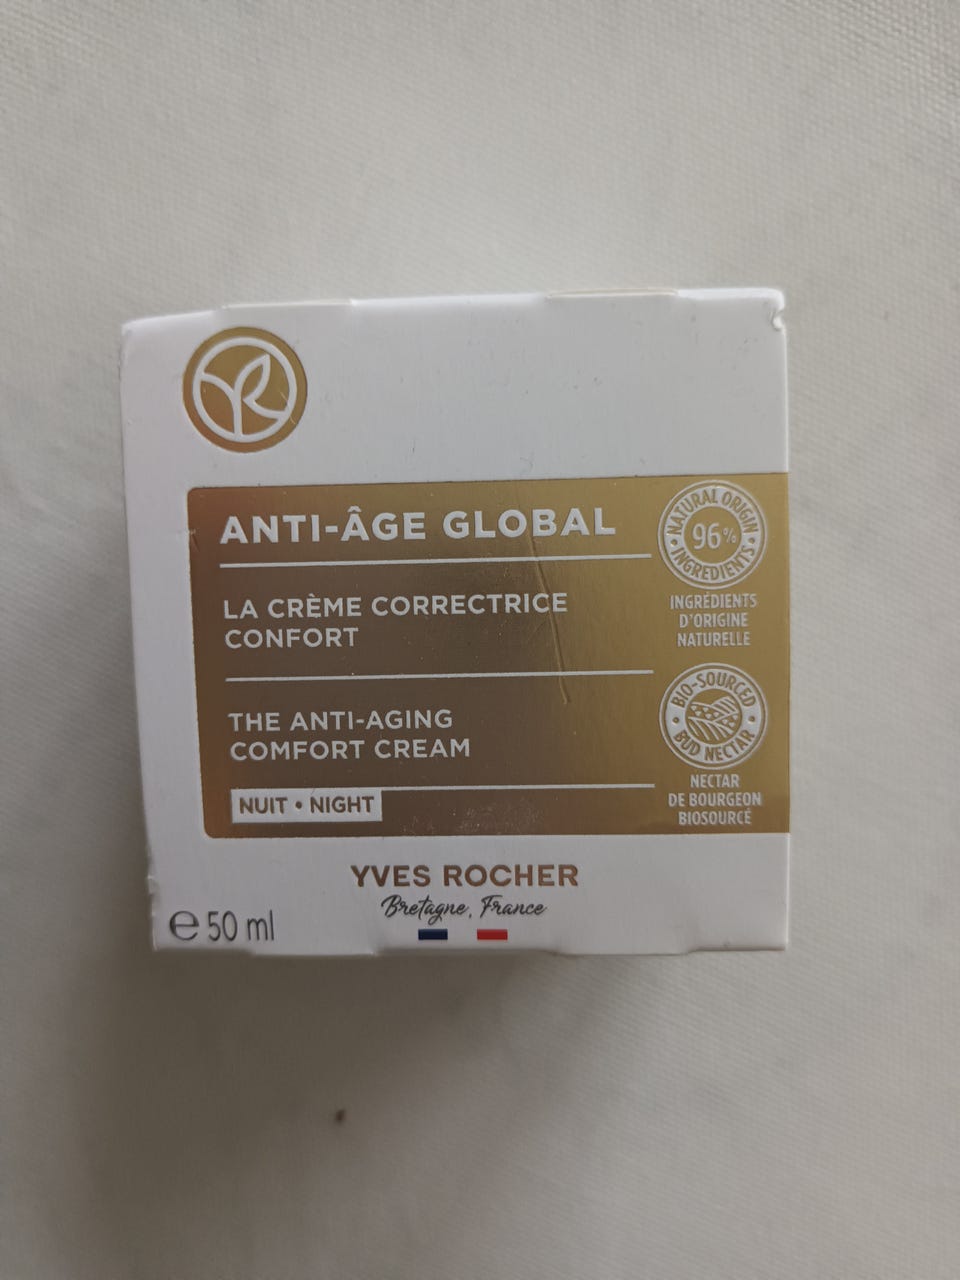 ANTI-ÂGE GLOBAL
LA CRÈME CORRECTRICE
CONFORT
THE ANTI-AGING
COMFORT CREAM
NUIT • NIGHT
NATURAL ORIGIN
96%
INGREDIENTS
INGRÉDIENTS
D'ORIGINE
NATURELLE
BIO-SOURCED
BUD NECTAR
NECTAR
DE BOURGEON
BIOSOURCÉ
YVES ROCHER
Bretagne, France
℮ 50 ml